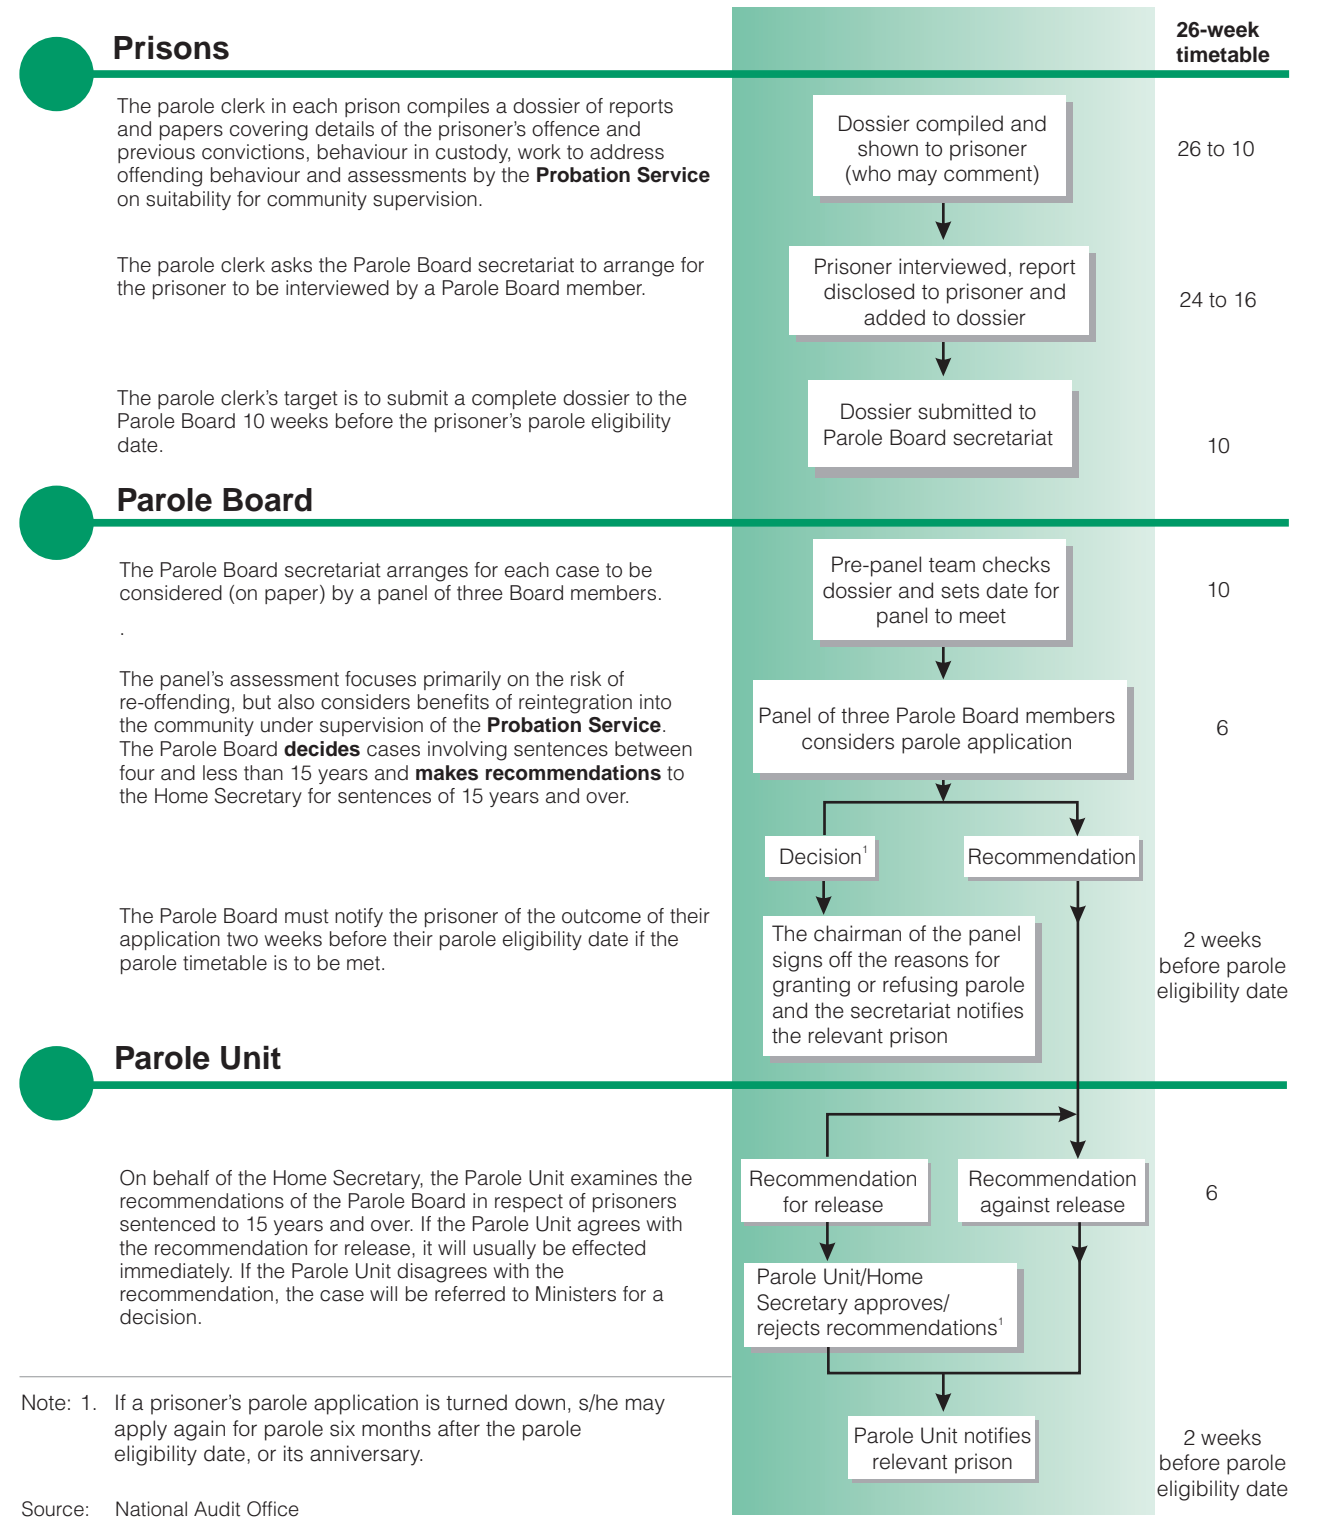 26-week
timetable
Prisons
The parole clerk in each prison compiles a dossier of reports
and papers covering details of the prisoner's offence and
previous convictions, behaviour in custody, work to address
offending behaviour and assessments by the Probation Service
on suitability for community supervision.
Dossier compiled and
shown to prisoner
(who may comment)
26 to 10
The parole clerk asks the Parole Board secretariat to arrange for
the prisoner to be interviewed by a Parole Board member.
Prisoner interviewed, report
disclosed to prisoner and
added to dossier
24 to 16
The parole clerk's target is to submit a complete dossier to the
Parole Board 10 weeks before the prisoner's parole eligibility
date.
Dossier submitted to
Parole Board secretariat
10
Parole Board
The Parole Board secretariat arranges for each case to be
considered (on paper) by a panel of three Board members.
.
Pre-panel team checks
dossier and sets date for
panel to meet
10
The panel's assessment focuses primarily on the risk of
re-offending, but also considers benefits of reintegration into
the community under supervision of the Probation Service.
The Parole Board decides cases involving sentences between
four and less than 15 years and makes recommendations to
the Home Secretary for sentences of 15 years and over.
Panel of three Parole Board members
considers parole application
6
Decision1
Recommendation
The Parole Board must notify the prisoner of the outcome of their
application two weeks before their parole eligibility date if the
parole timetable is to be met.
The chairman of the panel
signs off the reasons for
granting or refusing parole
and the secretariat notifies
the relevant prison
2 weeks
before parole
eligibility date
Parole Unit
On behalf of the Home Secretary, the Parole Unit examines the
recommendations of the Parole Board in respect of prisoners
sentenced to 15 years and over. If the Parole Unit agrees with
the recommendation for release, it will usually be effected
immediately. If the Parole Unit disagrees with the
recommendation, the case will be referred to Ministers for a
decision.
Recommendation
for release
Recommendation
against release
6
Parole Unit/Home
Secretary approves/
rejects recommendations1
Parole Unit notifies
relevant prison
2 weeks
before parole
eligibility date
Note: 1. If a prisoner's parole application is turned down, s/he may
apply again for parole six months after the parole
eligibility date, or its anniversary.
Source: National Audit Office